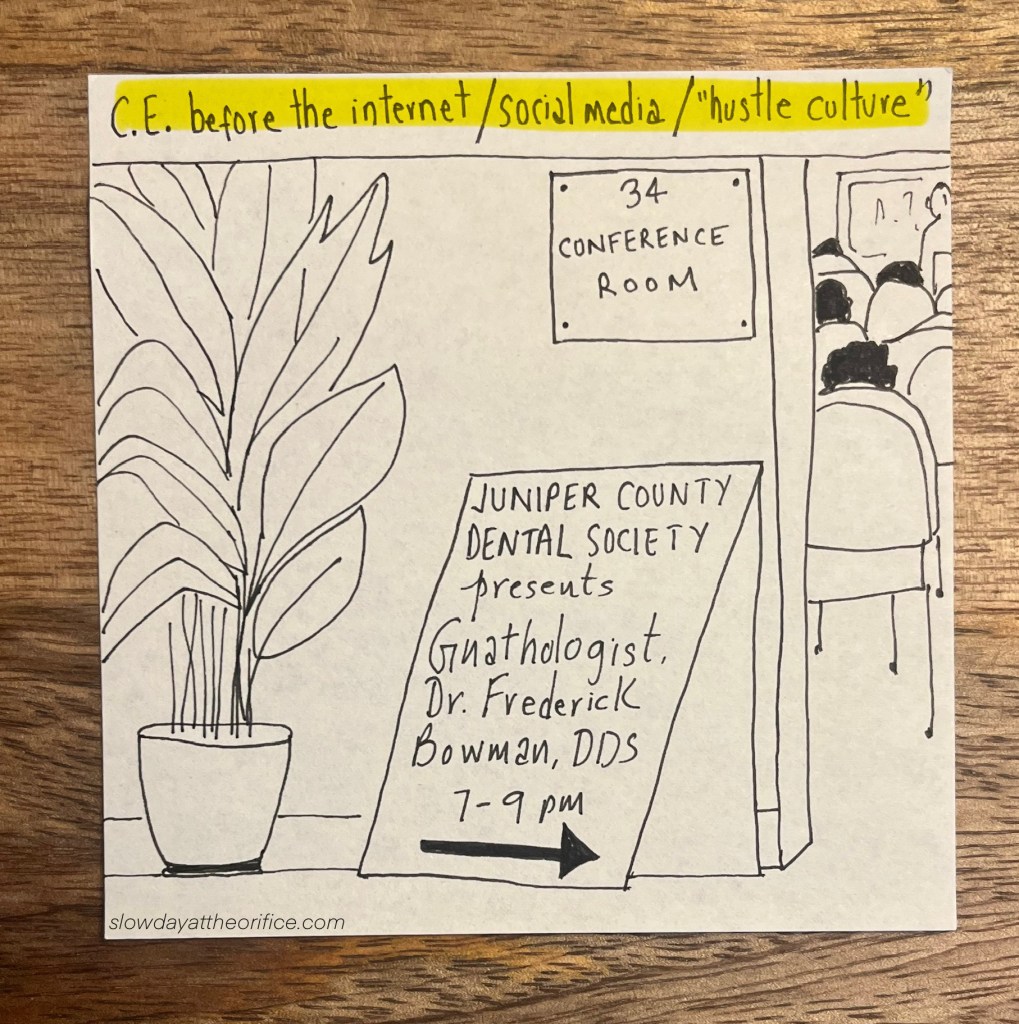 C.E. before the internet/social media/"hustle culture"
34
CONFERENCE
ROOM
JUNIPER COUNTY
DENTAL SOCIETY
presents
Gnathologist,
Dr. Frederick
Bowman, DDS
7-9 pm
slowdayattheorifice.com